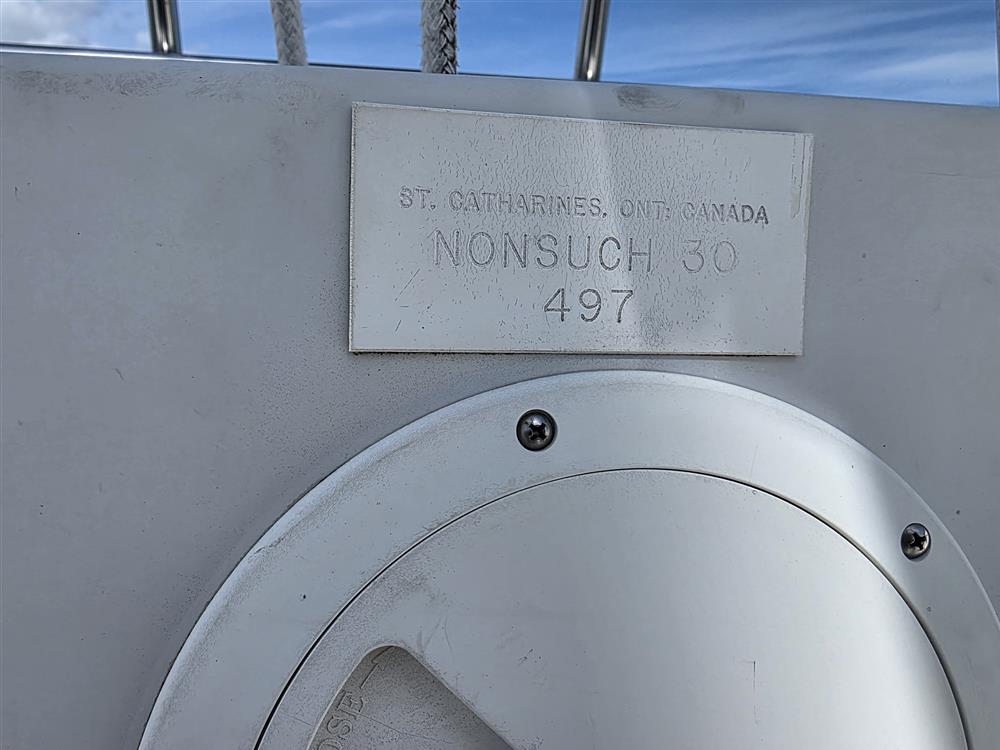 ST. CATHARINES, ONT; CANADA
NONSUCH 30
497